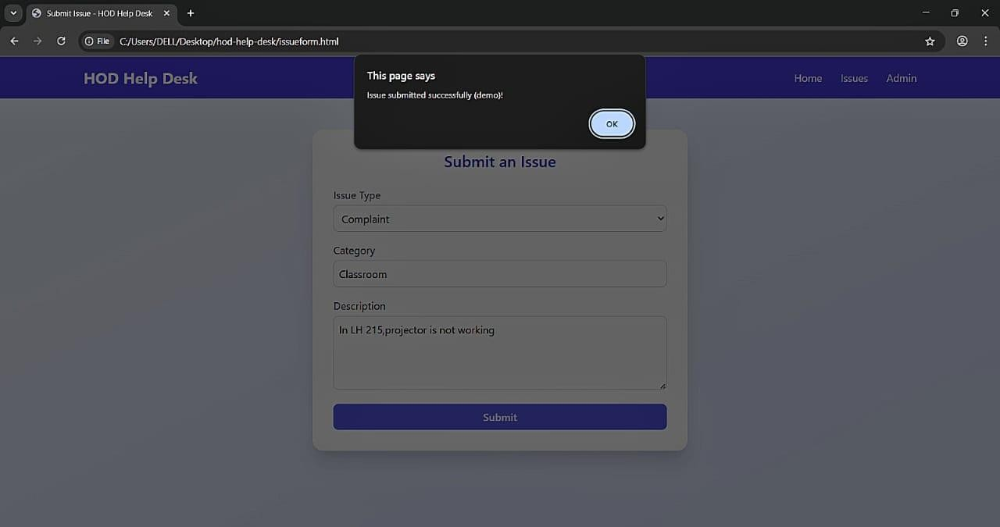 Submit Issue - HOD Help Desk
File
C:/Users/DELL/Desktop/hod-help-desk/issueform.html
HOD Help Desk
Home
Issues
Admin
This page says
Issue submitted successfully (demo)!
OK
Submit an Issue
Issue Type
Complaint
Category
Classroom
Description
In LH 215,projector is not working
Submit